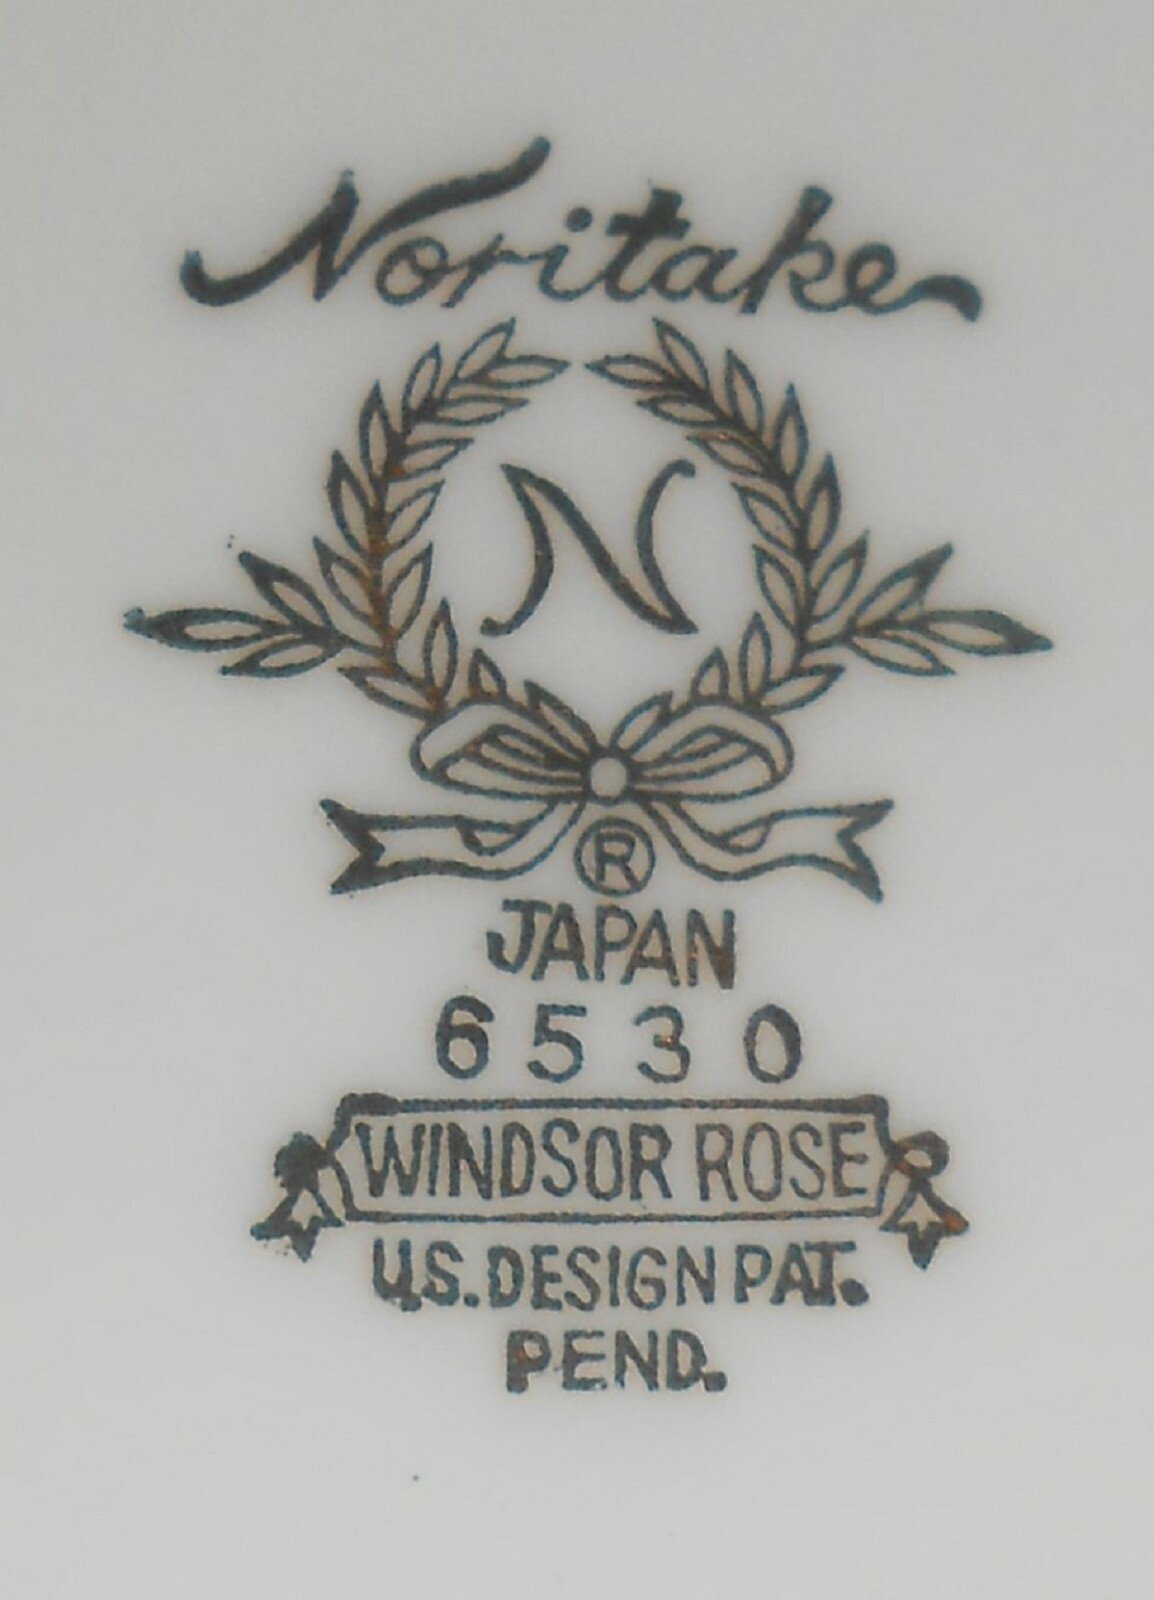 Noritake
N
®
JAPAN
6530
WINDSOR ROSE
U.S. DESIGN PAT.
PEND.